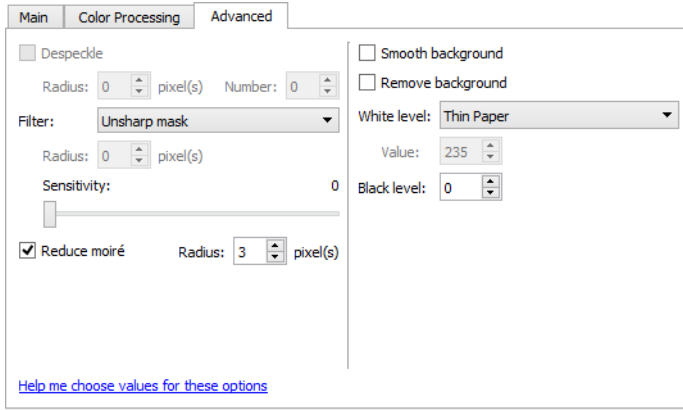 Main Color Processing Advanced
Despeckle
Radius: 0 pixel(s) Number: 0
Filter: Unsharp mask
Radius: 0 pixel(s)
Sensitivity: 0
Reduce moiré Radius: 3 pixel(s)
Smooth background
Remove background
White level: Thin Paper
Value: 235
Black level: 0
Help me choose values for these options